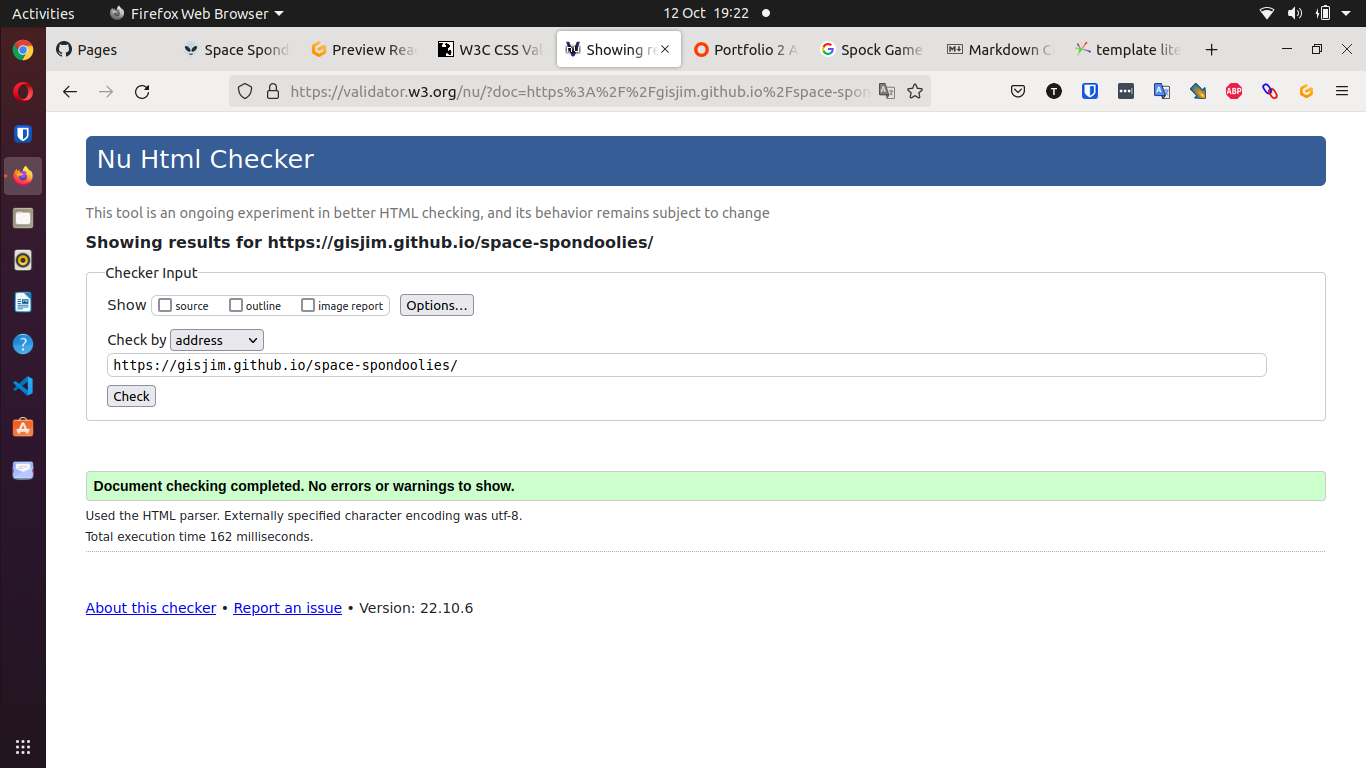 Activities Firefox Web Browser 12 Oct 19:22
Pages Space Spond Preview Rea W3C CSS Val Showing re Portfolio 2 A Spock Game Markdown C template lite
https://validator.w3.org/nu/?doc=https%3A%2F%2Fgisjim.github.io%2Fspace-spon
Nu Html Checker
This tool is an ongoing experiment in better HTML checking, and its behavior remains subject to change
Showing results for https://gisjim.github.io/space-spondoolies/
Checker Input
Show source outline image report Options...
Check by address
https://gisjim.github.io/space-spondoolies/
Check
Document checking completed. No errors or warnings to show.
Used the HTML parser. Externally specified character encoding was utf-8.
Total execution time 162 milliseconds.
About this checker • Report an issue • Version: 22.10.6